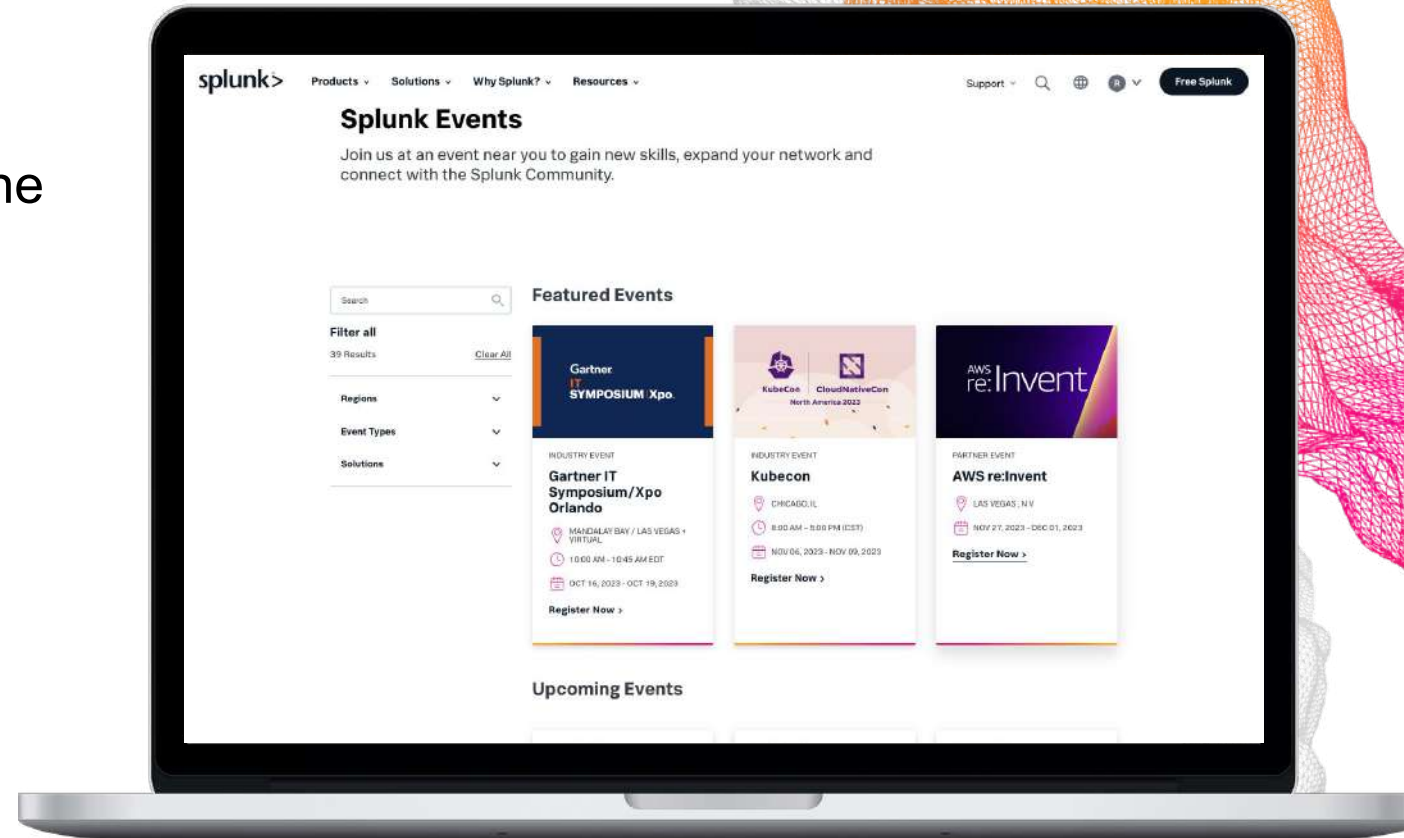 ne
splunk>
Products
Solutions
Why Splunk?
Resources
Support
R
Free Splunk
Splunk Events
Join us at an event near you to gain new skills, expand your network and
connect with the Splunk Community.
Search
Filter all
39 Results
Clear All
Regions
Event Types
Solutions
Featured Events
Gartner
IT
SYMPOSIUM Xpo.
INDUSTRY EVENT
Gartner IT
Symposium/Xpo
Orlando
MANDALAY BAY / LAS VEGAS +
VIRTUAL
10:00 AM - 10:45 AM EDT
OCT 16, 2023 - OCT 19, 2023
Register Now >
KubeCon
CloudNativeCon
North America 2023
INDUSTRY EVENT
Kubecon
CHICAGO, IL
8:00 AM - 5:00 PM (CST)
NOV 06, 2023 - NOV 09, 2023
Register Now >
AWS
re:Invent
PARTNER EVENT
AWS re:Invent
LAS VEGAS, NV
NOV 27, 2023 - DEC 01, 2023
Register Now >
Upcoming Events